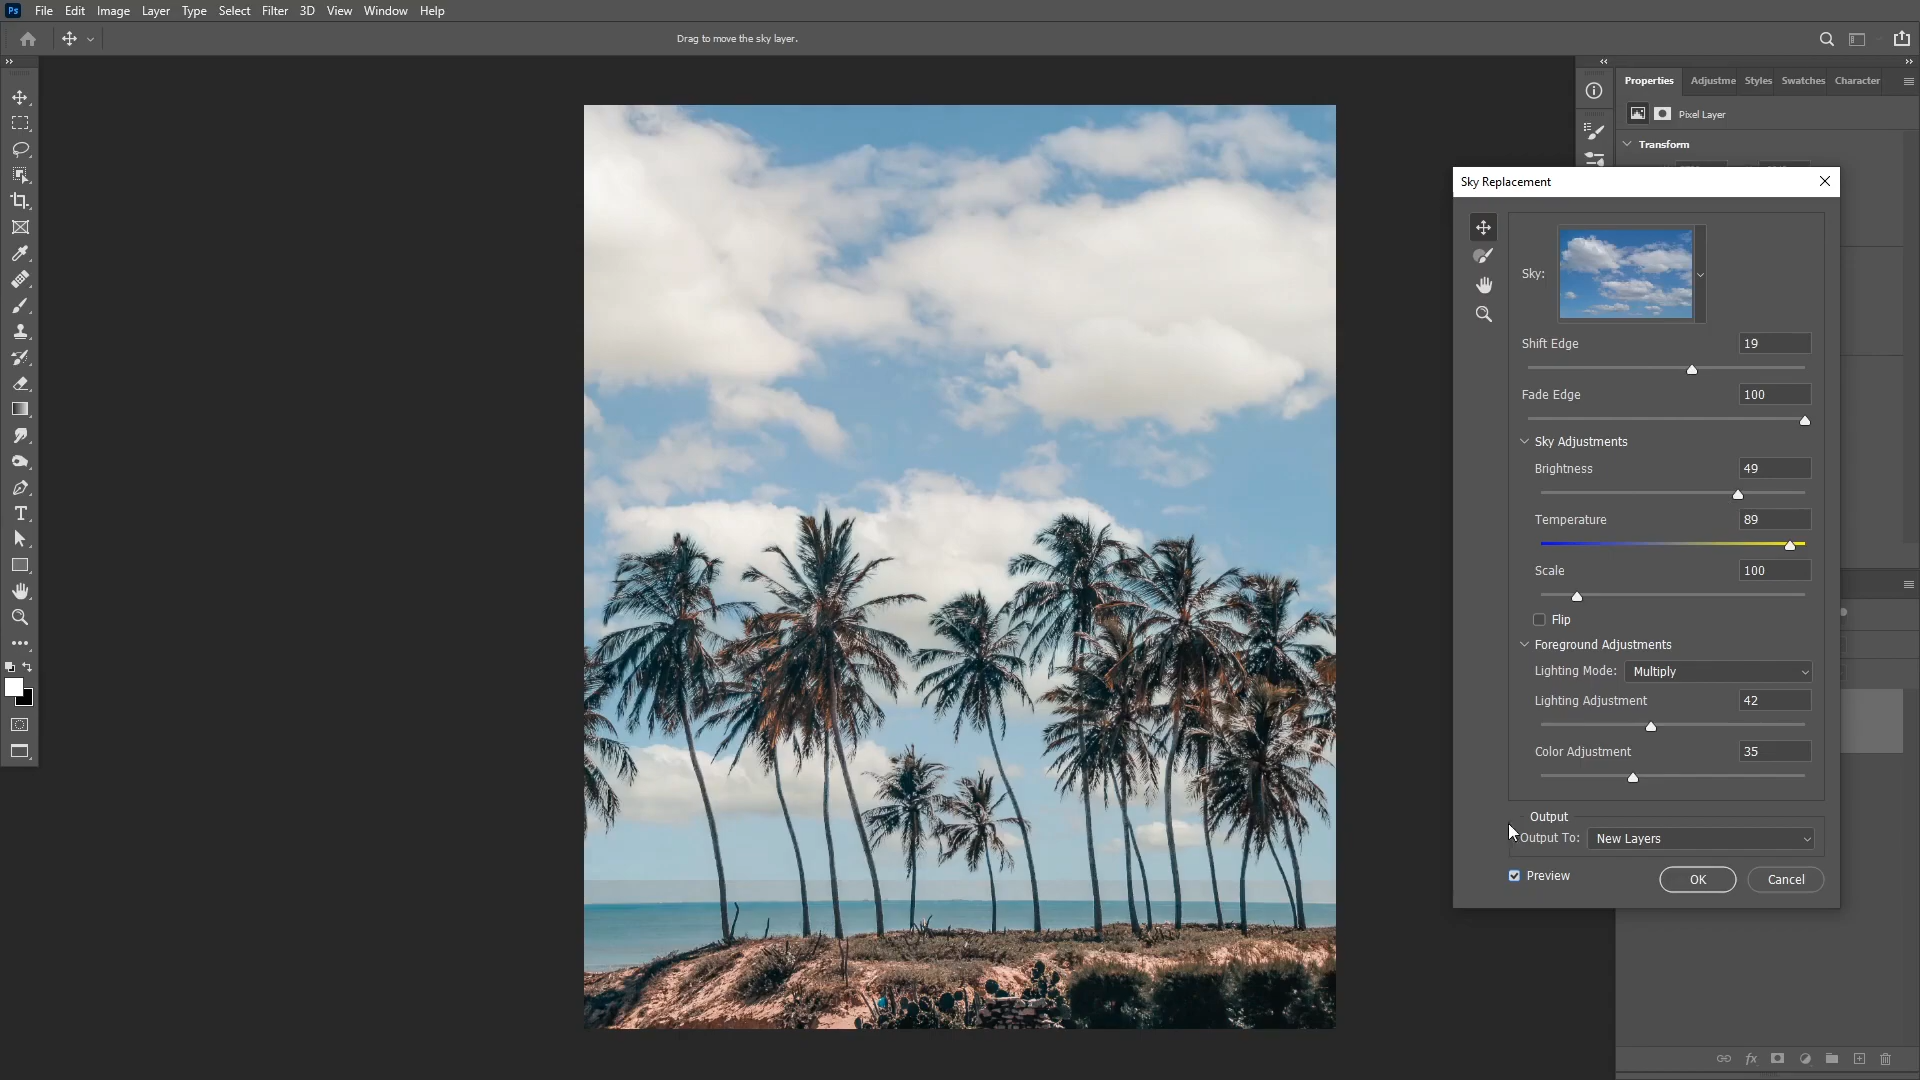 Ps File Edit Image Layer Type Select Filter 3D View Window Help
Drag to move the sky layer.
Properties Adjustme Styles Swatches Character
Pixel Layer
Transform
Sky Replacement
Sky:
Shift Edge 19
Fade Edge 100
Sky Adjustments
Brightness 49
Temperature 89
Scale 100
Flip
Foreground Adjustments
Lighting Mode: Multiply
Lighting Adjustment 42
Color Adjustment 35
Output
Output To: New Layers
Preview OK Cancel
fx